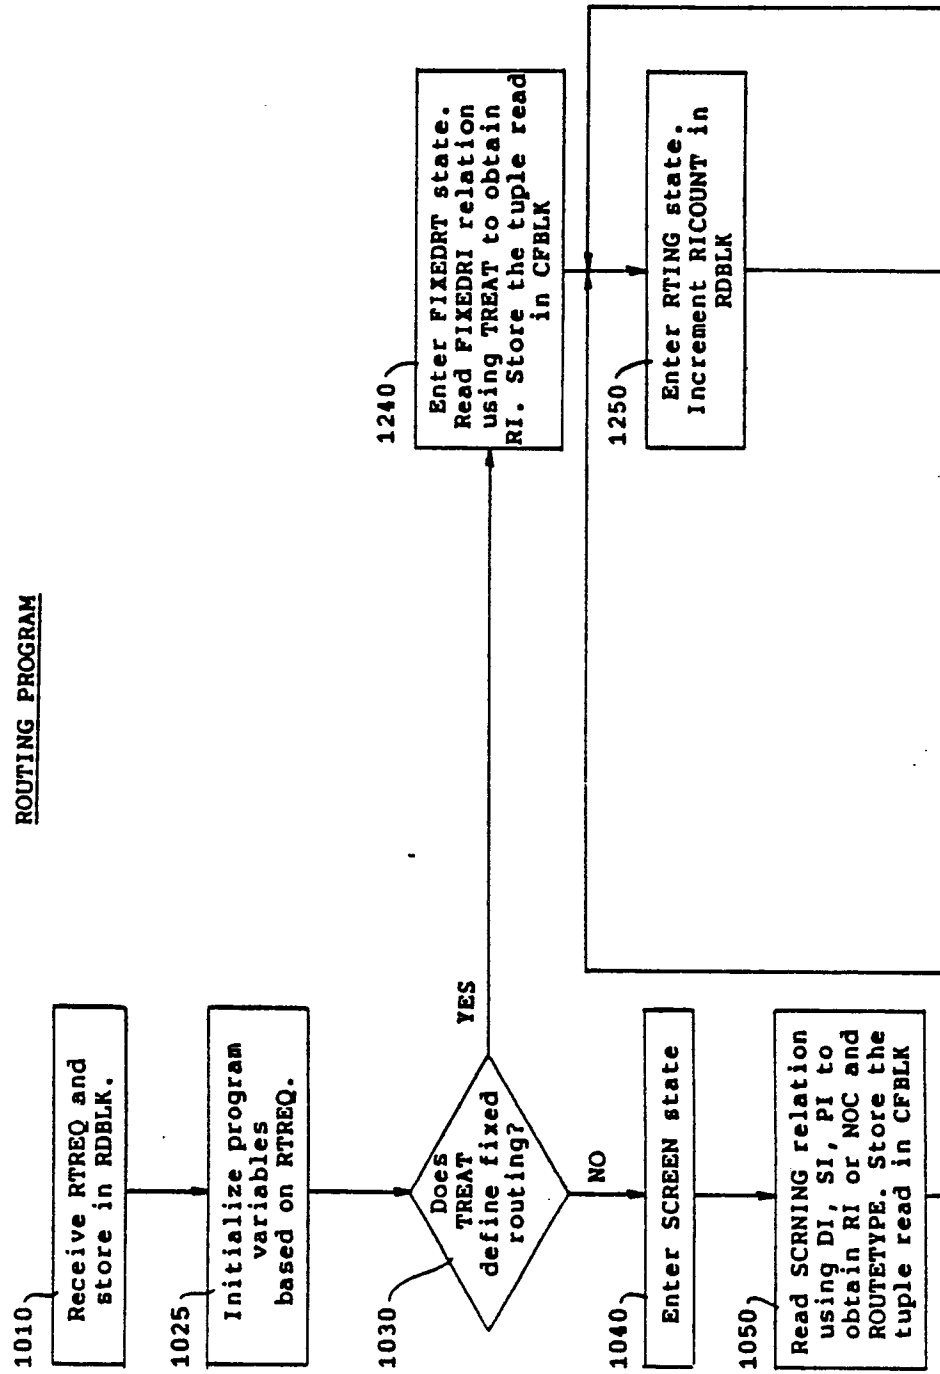 ROUTING PROGRAM
1010
Receive RTREQ and
store in RDBLK.
1025
Initialize program
variables
based on RTREQ.
1030
Does
TREAT
define fixed
routing?
YES
NO
1040
Enter SCREEN state
1050
Read SCRNING relation
using DI, SI, PI to
obtain RI or NOC and
ROUTETYPE. Store the
tuple read in CFBLK
1240
Enter FIXEDRT state.
Read FIXEDRI relation
using TREAT to obtain
RI. Store the tuple read
in CFBLK
1250
Enter RTING state.
Increment RICOUNT in
RDBLK